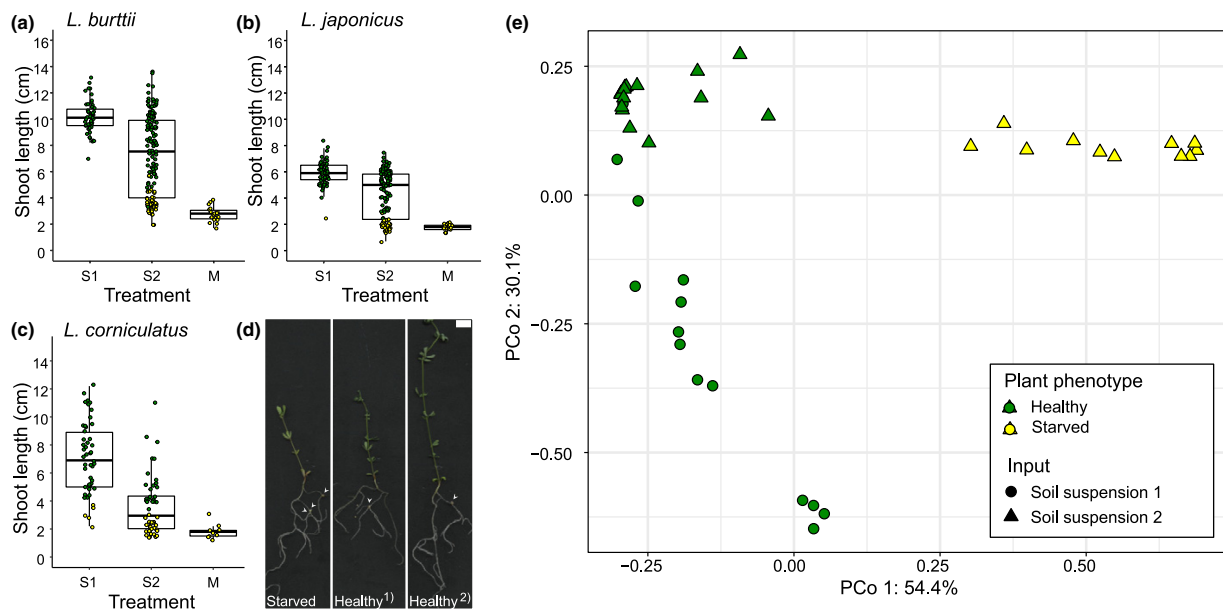 (a) L. burttii
16
14
12
10
8
6
4
2
0
Shoot length (cm)
S1 S2 M
Treatment
(b) L. japonicus
16
14
12
10
8
6
4
2
0
Shoot length (cm)
S1 S2 M
Treatment
(c) L. corniculatus
14
12
10
8
6
4
2
0
Shoot length (cm)
S1 S2 M
Treatment
(d)
Starved
Healthy1)
Healthy2)
(e)
0.25
0.00
−0.25
−0.50
PCo 2: 30.1%
−0.25 0.00 0.25 0.50
PCo 1: 54.4%
Plant phenotype
Healthy
Starved
Input
Soil suspension 1
Soil suspension 2